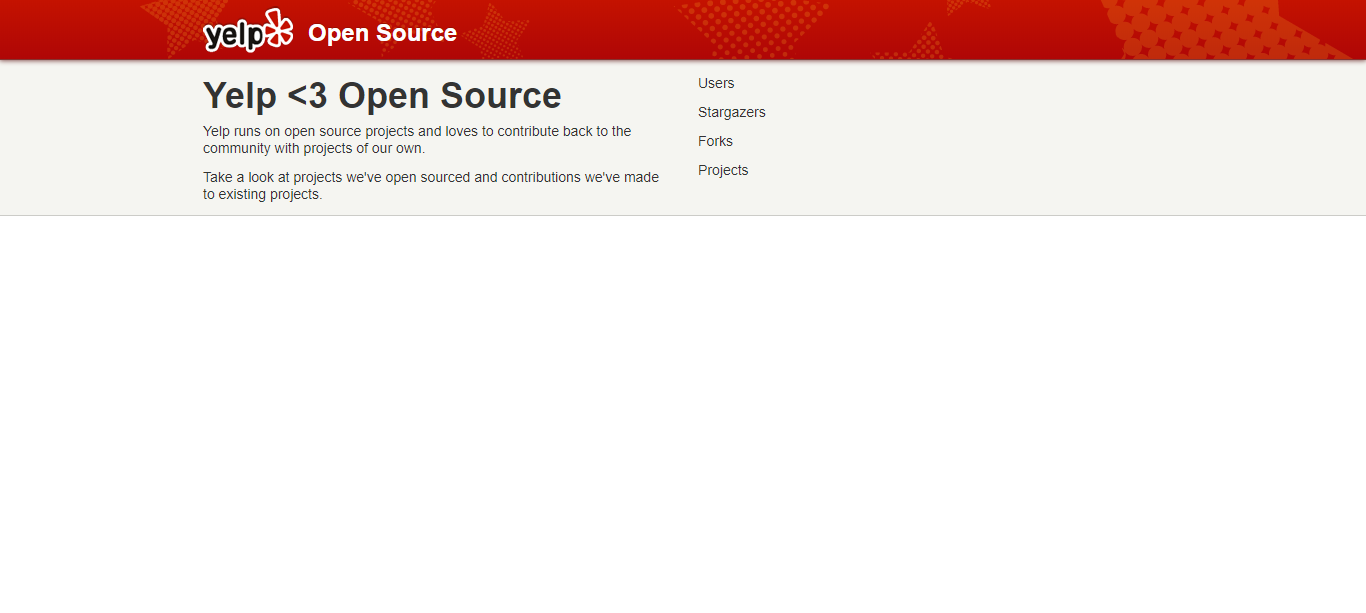 yelp Open Source
Yelp <3 Open Source
Yelp runs on open source projects and loves to contribute back to the
community with projects of our own.
Take a look at projects we've open sourced and contributions we've made
to existing projects.
Users
Stargazers
Forks
Projects